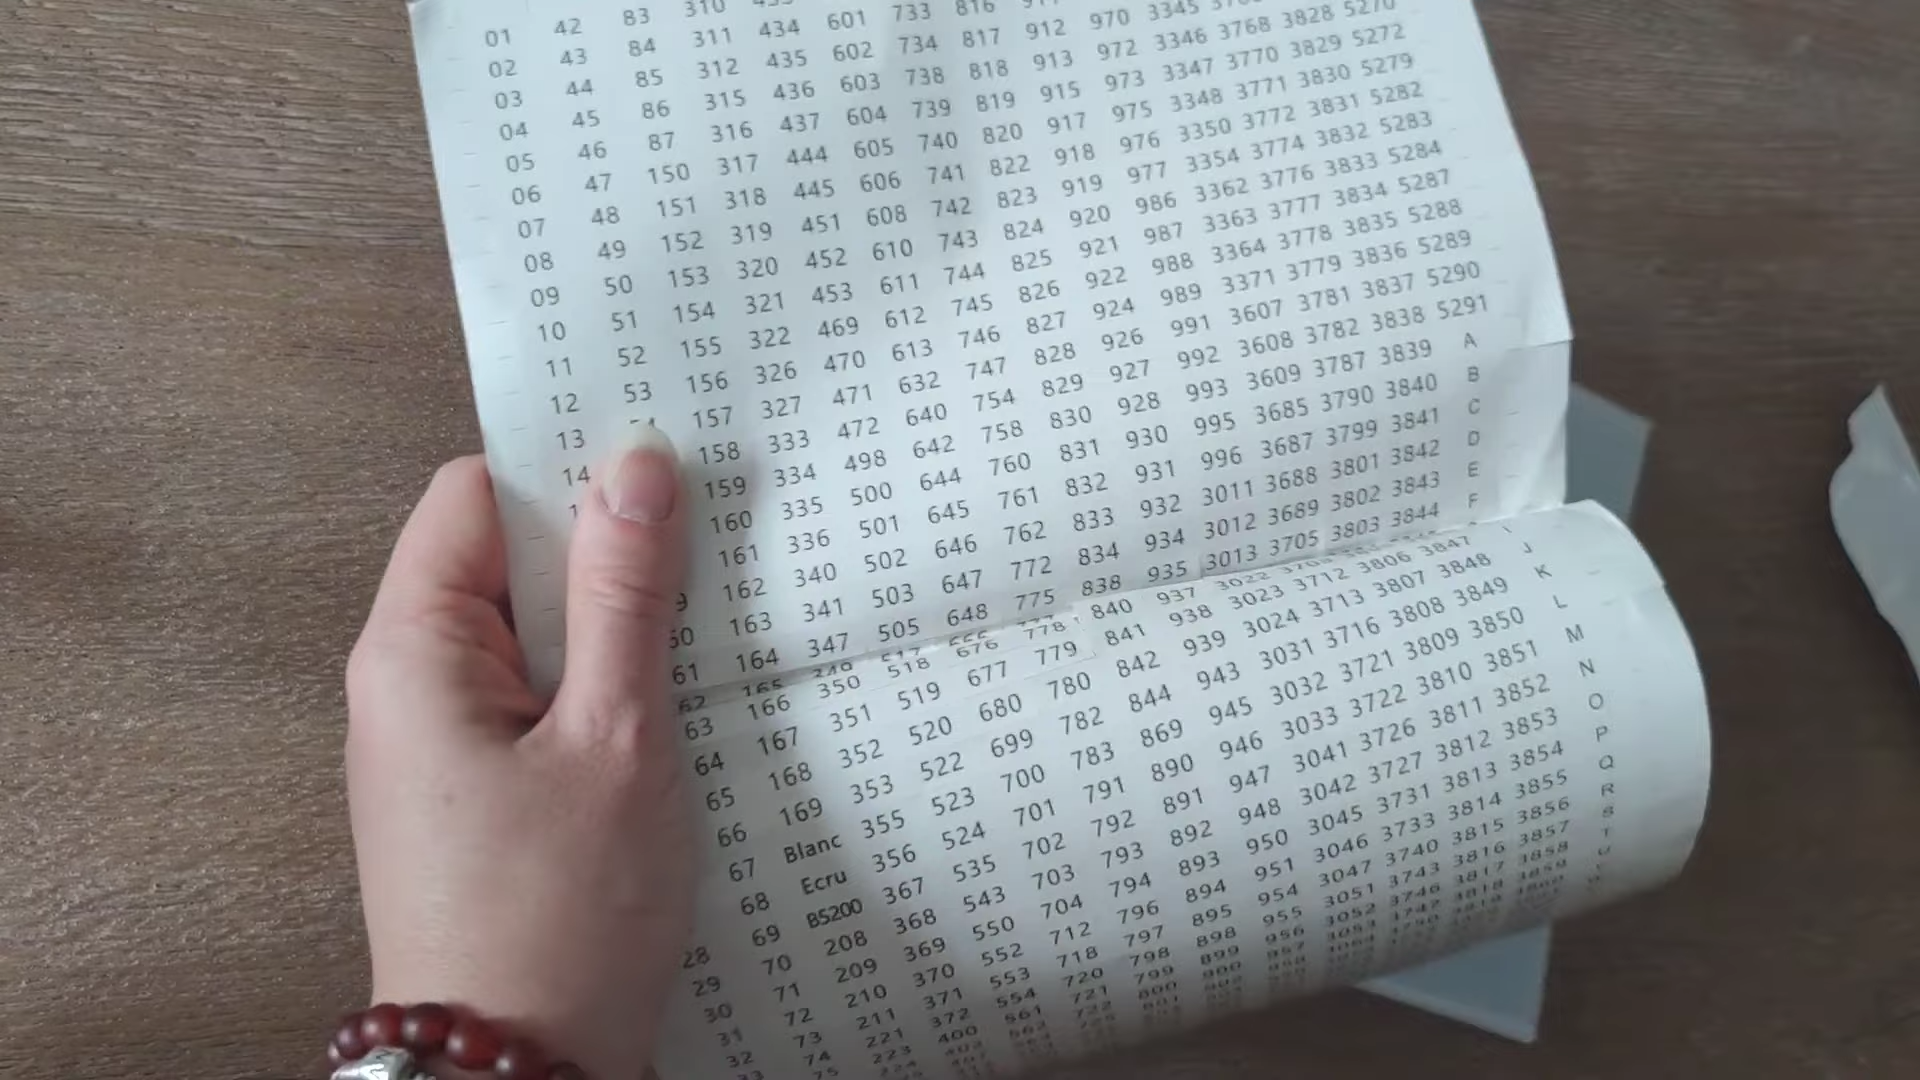 01 42 83 310
02 43 84 311 434 601 733 816
03 44 85 312 435 602 734 817 912 970 3345
04 45 86 315 436 603 738 818 913 972 3346 3768 3828 5270
05 46 87 316 437 604 739 819 915 973 3347 3770 3829 5272
06 47 150 317 444 605 740 820 917 975 3348 3771 3830 5279
07 48 151 318 445 606 741 822 918 976 3350 3772 3831 5282
08 49 152 319 451 608 742 823 919 977 3354 3774 3832 5283
09 50 153 320 452 610 743 824 920 986 3362 3776 3833 5284
10 51 154 321 453 611 744 825 921 987 3363 3777 3834 5287
11 52 155 322 469 612 745 826 922 988 3364 3778 3835 5288
12 53 156 326 470 613 746 827 924 989 3371 3779 3836 5289
13 157 327 471 632 747 828 926 991 3607 3781 3837 5290
14 158 333 472 640 754 829 927 992 3608 3782 3838 5291
159 334 498 642 758 830 928 993 3609 3787 3839 A
160 335 500 644 760 831 930 995 3685 3790 3840 B
161 336 501 645 761 832 931 996 3687 3799 3841 C
162 340 502 646 762 833 932 3011 3688 3801 3842 D
60 163 341 503 647 772 834 934 3012 3689 3802 3843 E
61 164 347 505 648 775 838 935 3013 3705 3803 3844 F
62 165
63 166 350 518 676 778 840 937 3022
64 167 351 519 677 779 841 938 3023 3712 3806 3847
65 168 352 520 680 780 842 939 3024 3713 3807 3848 J
66 169 353 522 699 782 844 943 3031 3716 3808 3849 K
67 Blanc 355 523 700 783 869 945 3032 3721 3809 3850 L
68 Ecru 356 524 701 791 890 946 3033 3722 3810 3851 M
28 69 B5200 367 535 702 792 891 947 3041 3726 3811 3852 N
29 70 208 368 543 703 793 892 948 3042 3727 3812 3853 O
30 71 209 369 550 704 794 893 950 3045 3731 3813 3854 P
31 72 210 370 552 712 796 894 951 3046 3733 3814 3855 Q
32 73 211 371 553 718 797 895 954 3047 3740 3815 3856 R
33 74 221 372 554 720 798 898 955 3051 3743 3816 3857 S
75 223 400 561 721 799 899 956 3052 3746 3817 3858 T